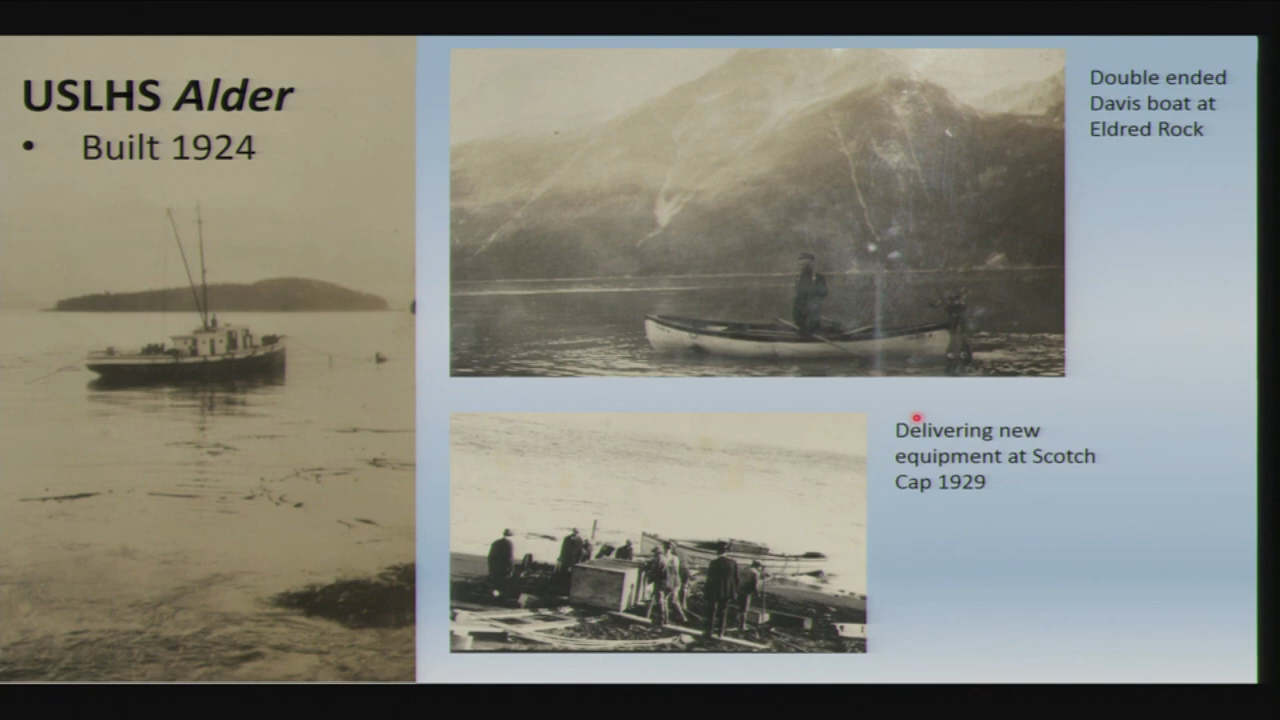 USLHS Alder
• Built 1924
Double ended
Davis boat at
Eldred Rock
Delivering new
equipment at Scotch
Cap 1929